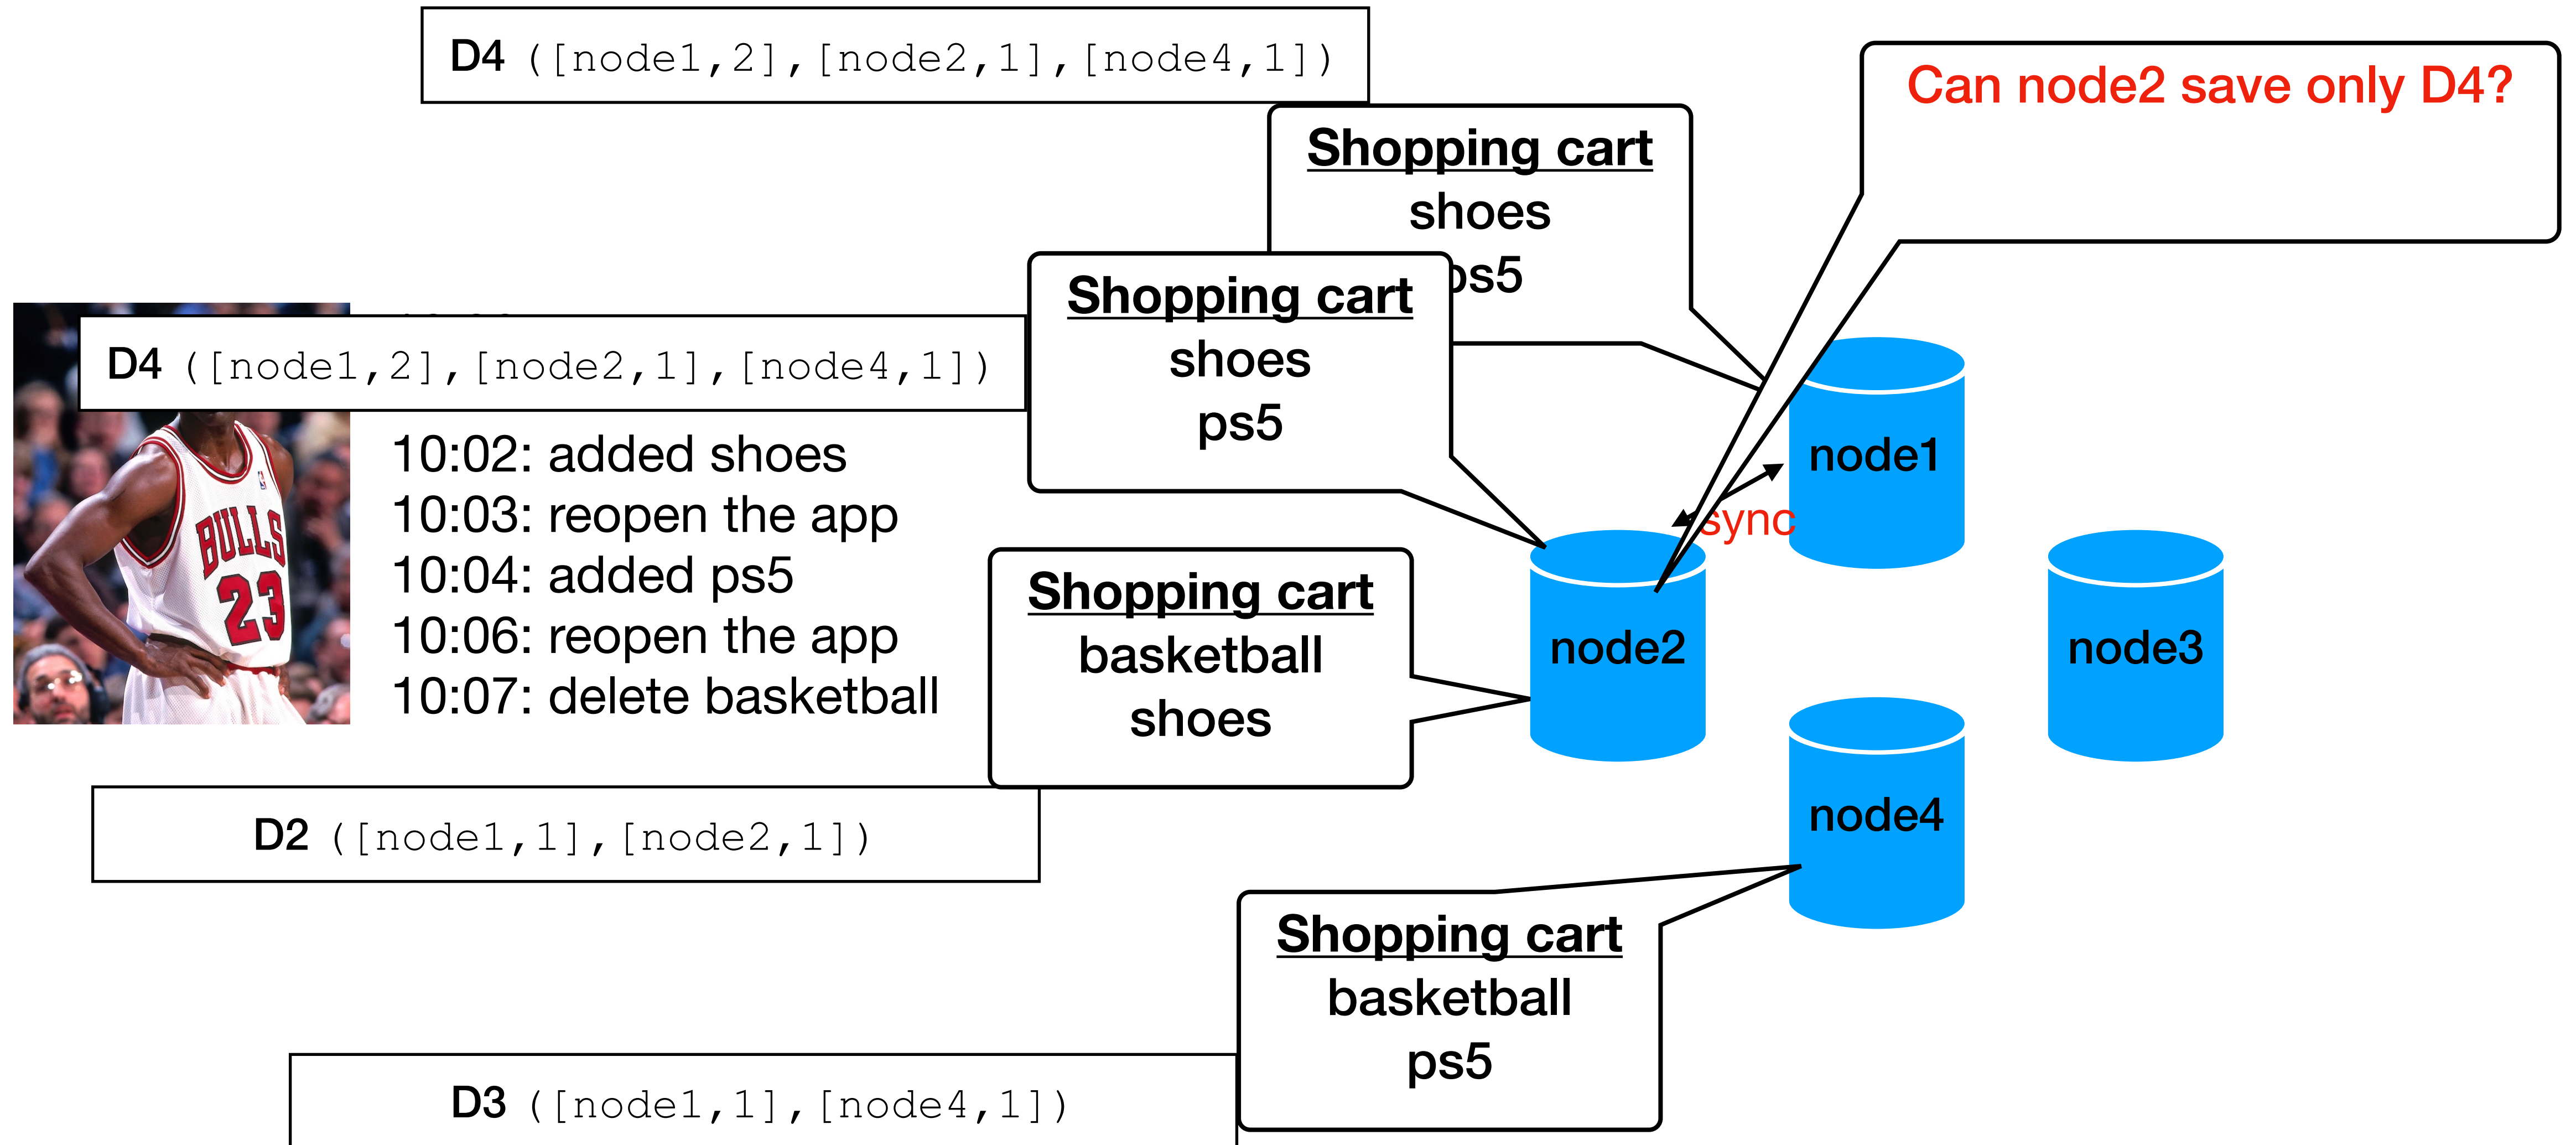 D4 ([node1,2],[node2,1],[node4,1])
Can node2 save only D4?
Shopping cart
shoes
ps5
Shopping cart
shoes
ps5
D4 ([node1,2],[node2,1],[node4,1])
10:02: added shoes
10:03: reopen the app
10:04: added ps5
10:06: reopen the app
10:07: delete basketball
BULLS
23
node1
sync
Shopping cart
basketball
shoes
node2
node3
D2 ([node1,1],[node2,1])
node4
Shopping cart
basketball
ps5
D3 ([node1,1],[node4,1])